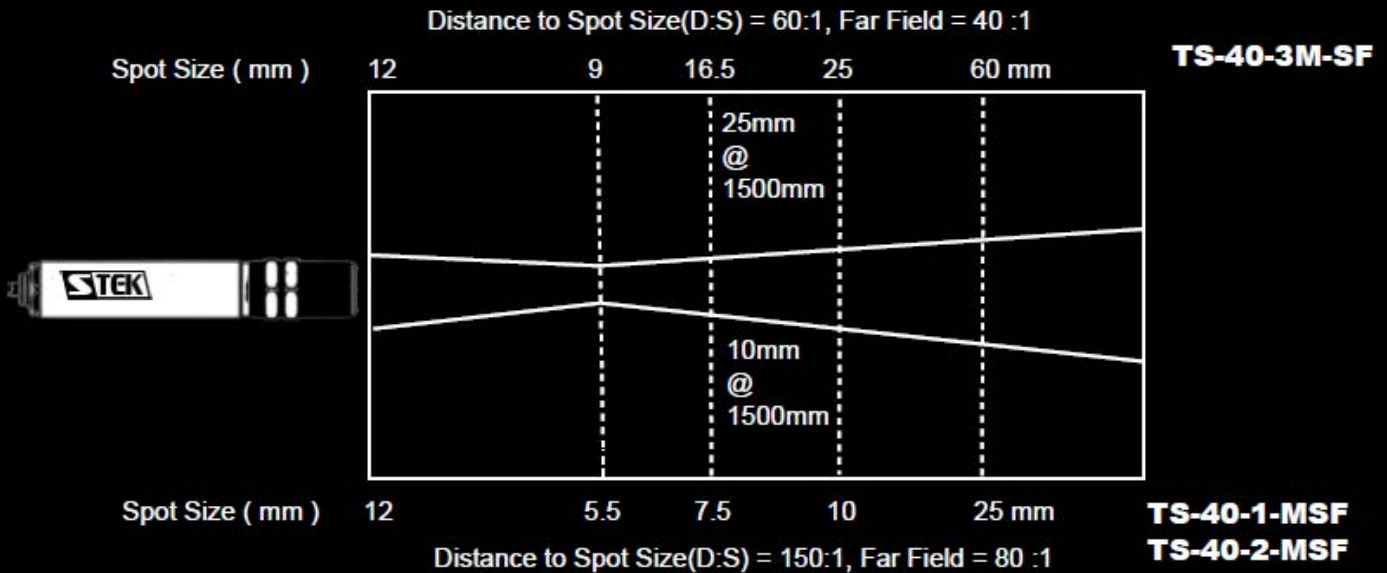 Distance to Spot Size(D:S) = 60:1, Far Field = 40 :1
TS-40-3M-SF
Spot Size ( mm ) 12 9 16.5 25 60 mm
25mm
@
1500mm
STEK
10mm
@
1500mm
Spot Size ( mm ) 12 5.5 7.5 10 25 mm
TS-40-1-MSF
TS-40-2-MSF
Distance to Spot Size(D:S) = 150:1, Far Field = 80 :1